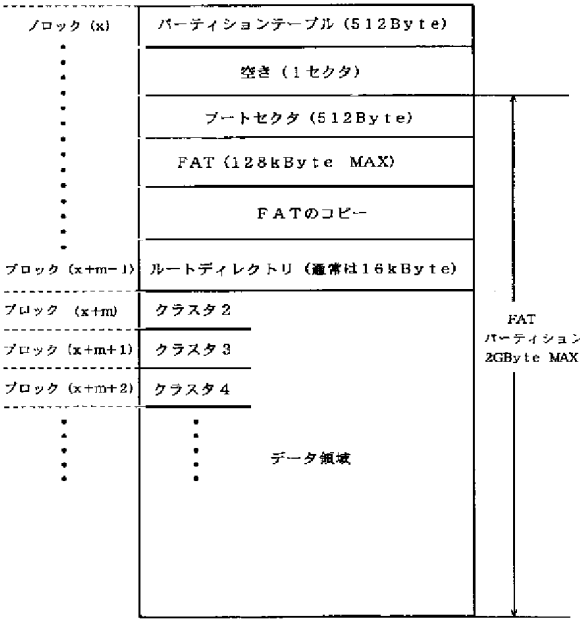 ブロック (x)
パーティションテーブル (512Byte)
空き (1セクタ)
ブートセクタ (512Byte)
FAT (128kByte MAX)
FATのコピー
ブロック (x+m-1)
ルートディレクトリ (通常は16kByte)
ブロック (x+m)
クラスタ2
ブロック (x+m+1)
クラスタ3
ブロック (x+m+2)
クラスタ4
データ領域
FAT
パーティション
2GByte MAX